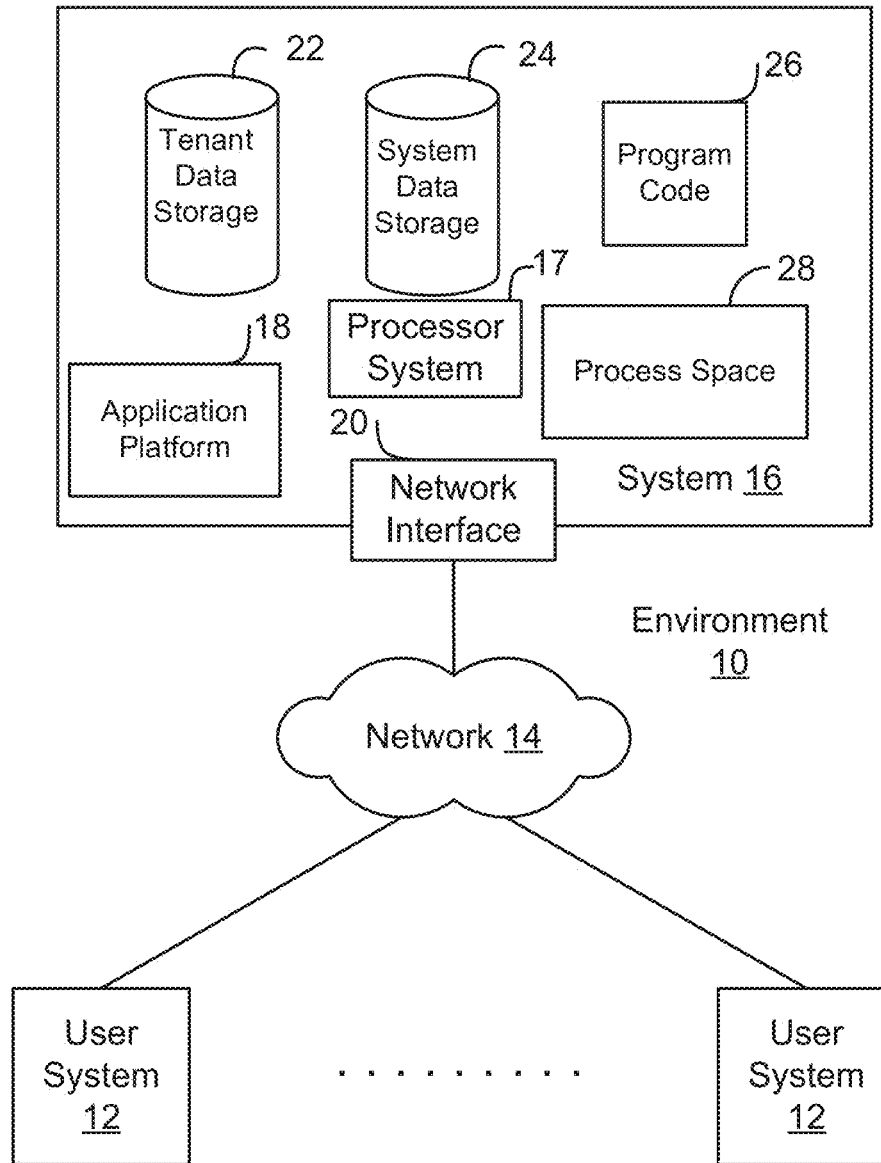 22
24
26
Tenant
Data
Storage
System
Data
Storage
Program
Code
17
28
18
Processor
System
Process Space
Application
Platform
20
System 16
Network
Interface
Environment
10
Network 14
User
System
12
. . . . . . . . .
User
System
12